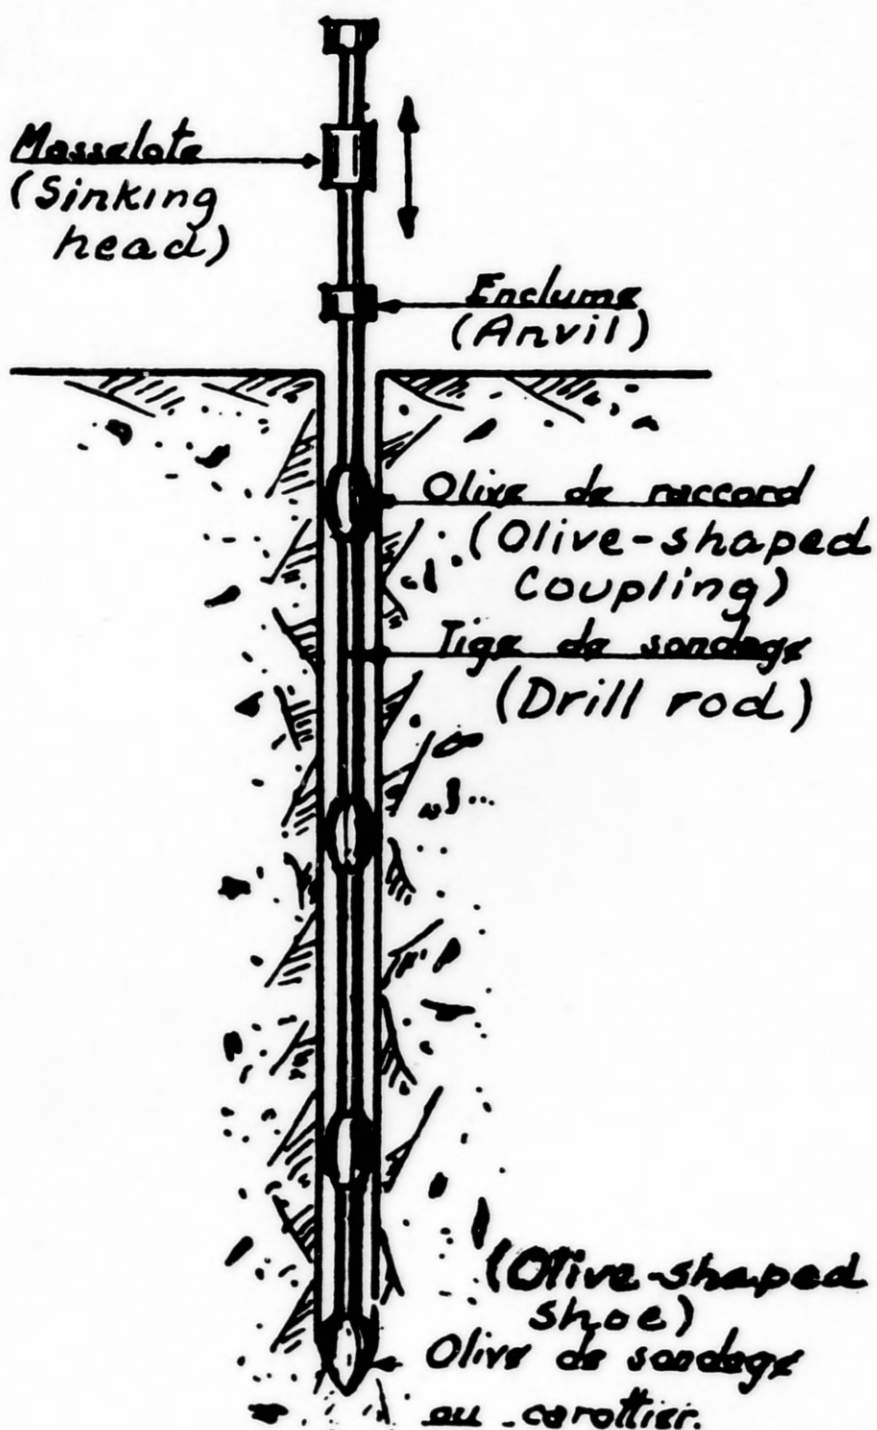 Masselote
(Sinking
head)
Enclume
(Anvil)
Olive de raccord
(Olive-shaped
Coupling)
Tige de sondage
(Drill rod)
(Olive-shaped
shoe)
Olive de sondage
ou carottier.